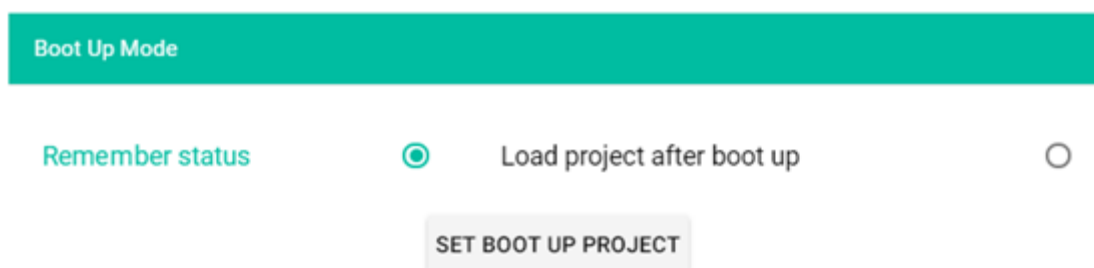 Boot Up Mode
Remember status Load project after boot up
SET BOOT UP PROJECT